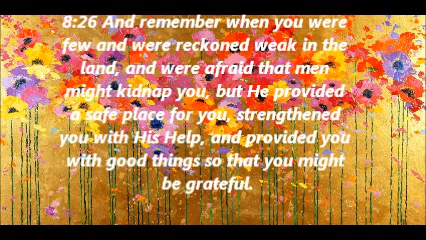 8:26 And remember when you were
few and were reckoned weak in the
land, and were afraid that men
might kidnap you, but He provided
a safe place for you, strengthened
you with His Help, and provided you
with good things so that you might
be grateful.